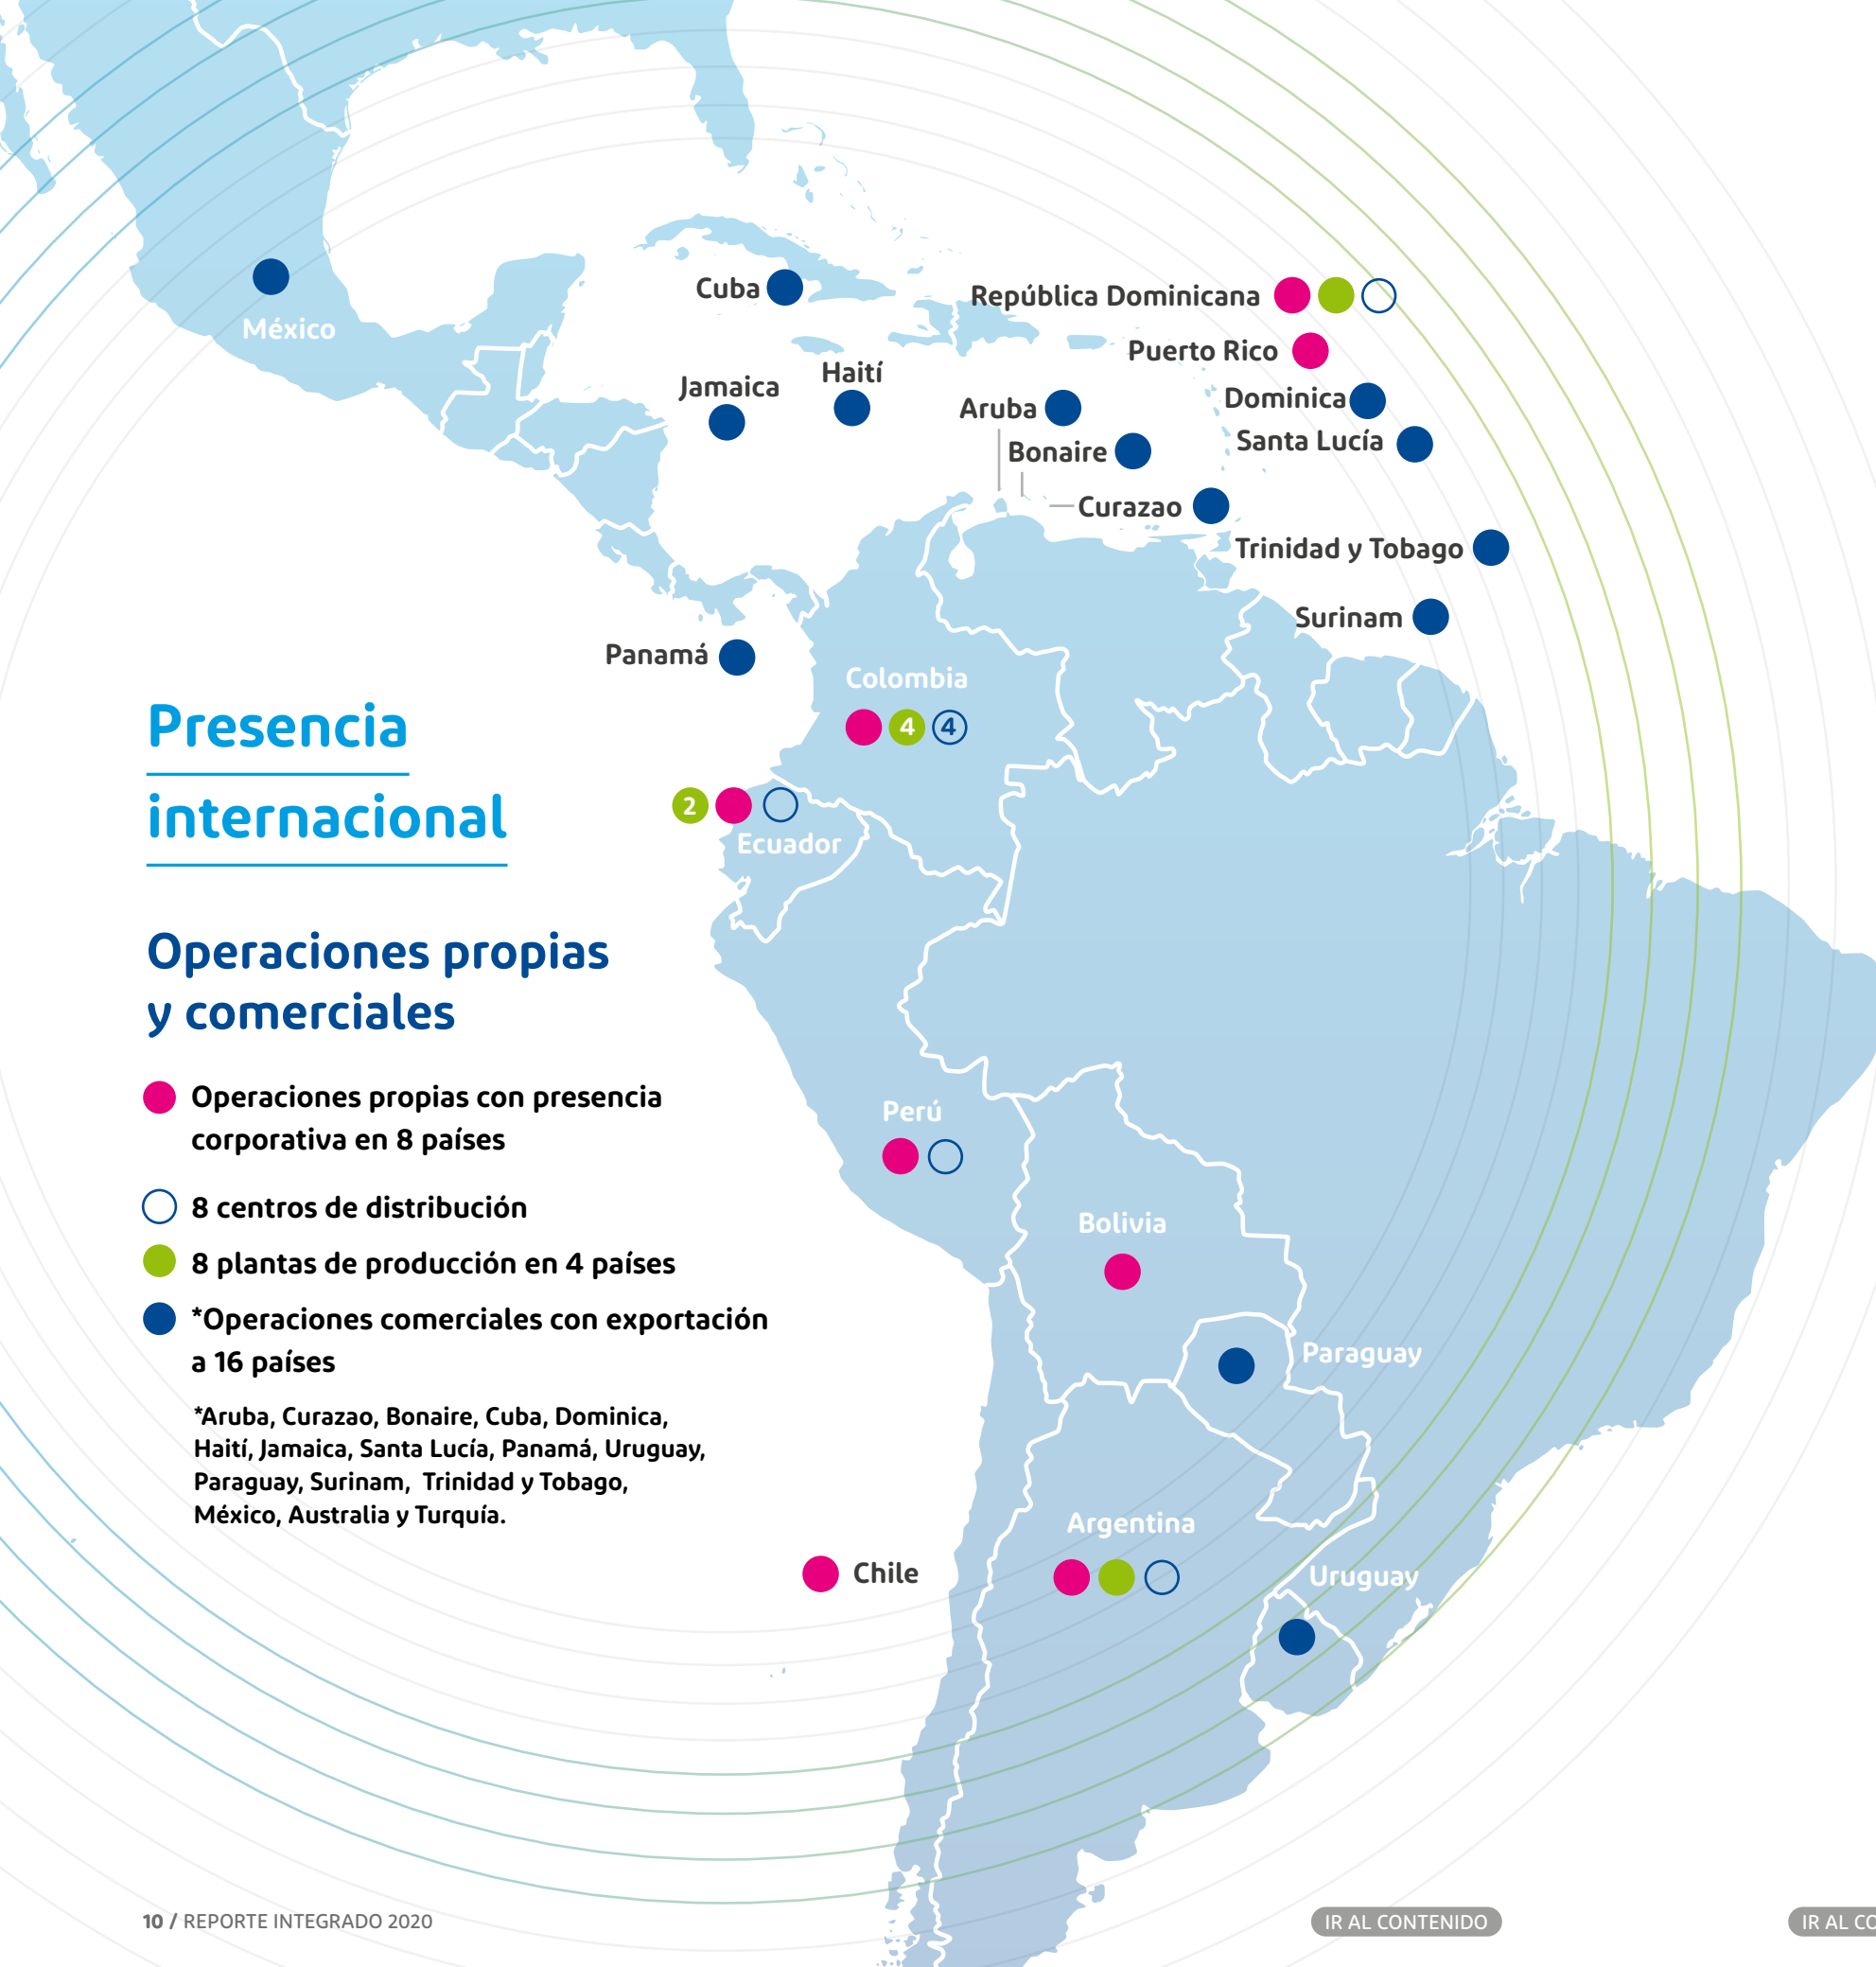 México
Cuba
República Dominicana
Puerto Rico
Jamaica
Haití
Aruba
Dominica
Bonaire
Santa Lucía
Curazao
Trinidad y Tobago
Surinam
Panamá
Colombia
4 4
2
Ecuador
Presencia
internacional
Operaciones propias
y comerciales
Operaciones propias con presencia
corporativa en 8 países
8 centros de distribución
8 plantas de producción en 4 países
*Operaciones comerciales con exportación
a 16 países
*Aruba, Curazao, Bonaire, Cuba, Dominica,
Haití, Jamaica, Santa Lucía, Panamá, Uruguay,
Paraguay, Surinam, Trinidad y Tobago,
México, Australia y Turquía.
Perú
Bolivia
Paraguay
Argentina
Chile
Uruguay
10 / REPORTE INTEGRADO 2020
IR AL CONTENIDO
IR AL